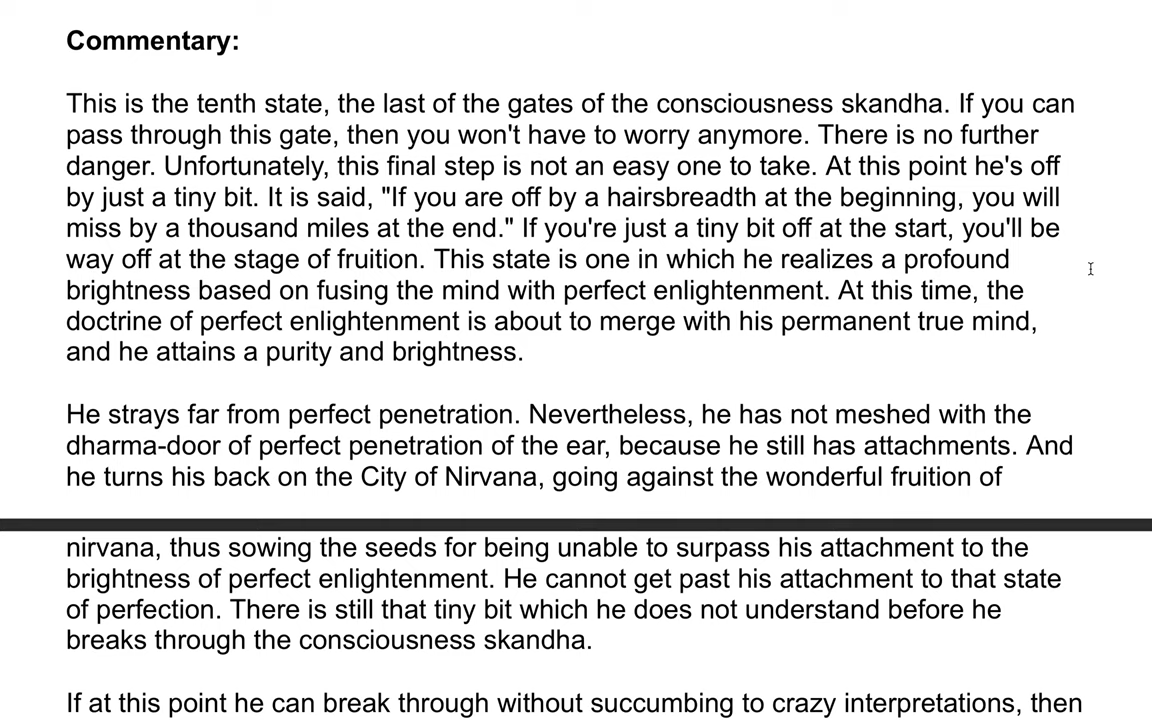 Commentary:
This is the tenth state, the last of the gates of the consciousness skandha. If you can
pass through this gate, then you won't have to worry anymore. There is no further
danger. Unfortunately, this final step is not an easy one to take. At this point he's off
by just a tiny bit. It is said, "If you are off by a hairsbreadth at the beginning, you will
miss by a thousand miles at the end." If you're just a tiny bit off at the start, you'll be
way off at the stage of fruition. This state is one in which he realizes a profound
brightness based on fusing the mind with perfect enlightenment. At this time, the
doctrine of perfect enlightenment is about to merge with his permanent true mind,
and he attains a purity and brightness.
He strays far from perfect penetration. Nevertheless, he has not meshed with the
dharma-door of perfect penetration of the ear, because he still has attachments. And
he turns his back on the City of Nirvana, going against the wonderful fruition of
nirvana, thus sowing the seeds for being unable to surpass his attachment to the
brightness of perfect enlightenment. He cannot get past his attachment to that state
of perfection. There is still that tiny bit which he does not understand before he
breaks through the consciousness skandha.
If at this point he can break through without succumbing to crazy interpretations, then